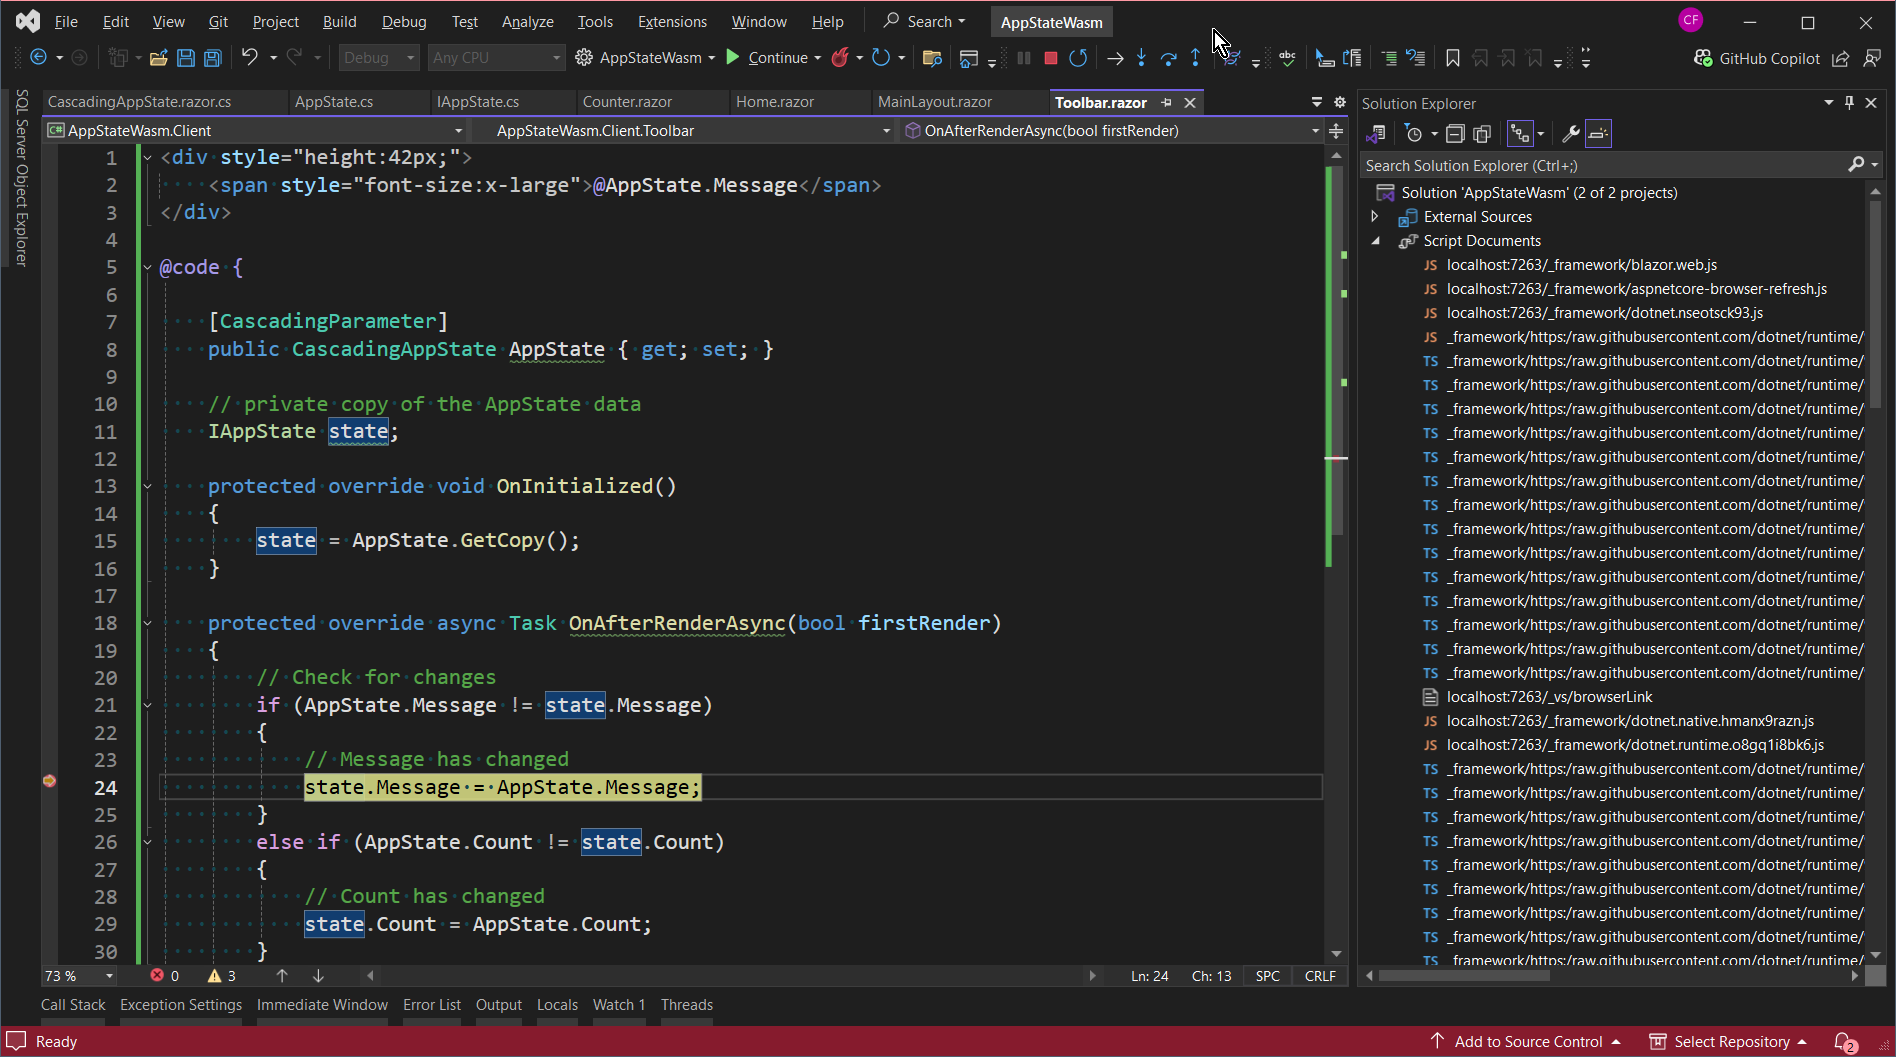 File Edit View Git Project Build Debug Test Analyze Tools Extensions Window Help Search AppStateWasm CF
Debug Any CPU AppStateWasm Continue abc GitHub Copilot
SQL Server Object Explorer
CascadingAppState.razor.cs AppState.cs IAppState.cs Counter.razor Home.razor MainLayout.razor Toolbar.razor
C# AppStateWasm.Client AppStateWasm.Client.Toolbar OnAfterRenderAsync(bool firstRender)
1 <div style="height:42px;">
2 <span style="font-size:x-large">@AppState.Message</span>
3 </div>
4
5 @code {
6
7 [CascadingParameter]
8 public CascadingAppState AppState { get; set; }
9
10 // private copy of the AppState data
11 IAppState state;
12
13 protected override void OnInitialized()
14 {
15 state = AppState.GetCopy();
16 }
17
18 protected override async Task OnAfterRenderAsync(bool firstRender)
19 {
20 // Check for changes
21 if (AppState.Message != state.Message)
22 {
23 // Message has changed
24 state.Message = AppState.Message;
25 }
26 else if (AppState.Count != state.Count)
27 {
28 // Count has changed
29 state.Count = AppState.Count;
30 }
73 % 0 3 Ln: 24 Ch: 13 SPC CRLF
Solution Explorer
Search Solution Explorer (Ctrl+;)
Solution 'AppStateWasm' (2 of 2 projects)
External Sources
Script Documents
JS localhost:7263/_framework/blazor.web.js
JS localhost:7263/_framework/aspnetcore-browser-refresh.js
JS localhost:7263/_framework/dotnet.nseotsck93.js
JS _framework/https:/raw.githubusercontent.com/dotnet/runtime/
TS _framework/https:/raw.githubusercontent.com/dotnet/runtime/
TS _framework/https:/raw.githubusercontent.com/dotnet/runtime/
TS _framework/https:/raw.githubusercontent.com/dotnet/runtime/
TS _framework/https:/raw.githubusercontent.com/dotnet/runtime/
TS _framework/https:/raw.githubusercontent.com/dotnet/runtime/
TS _framework/https:/raw.githubusercontent.com/dotnet/runtime/
TS _framework/https:/raw.githubusercontent.com/dotnet/runtime/
TS _framework/https:/raw.githubusercontent.com/dotnet/runtime/
TS _framework/https:/raw.githubusercontent.com/dotnet/runtime/
TS _framework/https:/raw.githubusercontent.com/dotnet/runtime/
TS _framework/https:/raw.githubusercontent.com/dotnet/runtime/
TS _framework/https:/raw.githubusercontent.com/dotnet/runtime/
TS _framework/https:/raw.githubusercontent.com/dotnet/runtime/
TS _framework/https:/raw.githubusercontent.com/dotnet/runtime/
localhost:7263/_vs/browserLink
JS localhost:7263/_framework/dotnet.native.hmanx9razn.js
JS localhost:7263/_framework/dotnet.runtime.o8gq1i8bk6.js
TS _framework/https:/raw.githubusercontent.com/dotnet/runtime/
TS _framework/https:/raw.githubusercontent.com/dotnet/runtime/
TS _framework/https:/raw.githubusercontent.com/dotnet/runtime/
TS _framework/https:/raw.githubusercontent.com/dotnet/runtime/
TS _framework/https:/raw.githubusercontent.com/dotnet/runtime/
TS _framework/https:/raw.githubusercontent.com/dotnet/runtime/
TS _framework/https:/raw.githubusercontent.com/dotnet/runtime/
TS _framework/https:/raw.githubusercontent.com/dotnet/runtime/
TS _framework/https:/raw.githubusercontent.com/dotnet/runtime/
Call Stack Exception Settings Immediate Window Error List Output Locals Watch 1 Threads
Ready Add to Source Control Select Repository 2